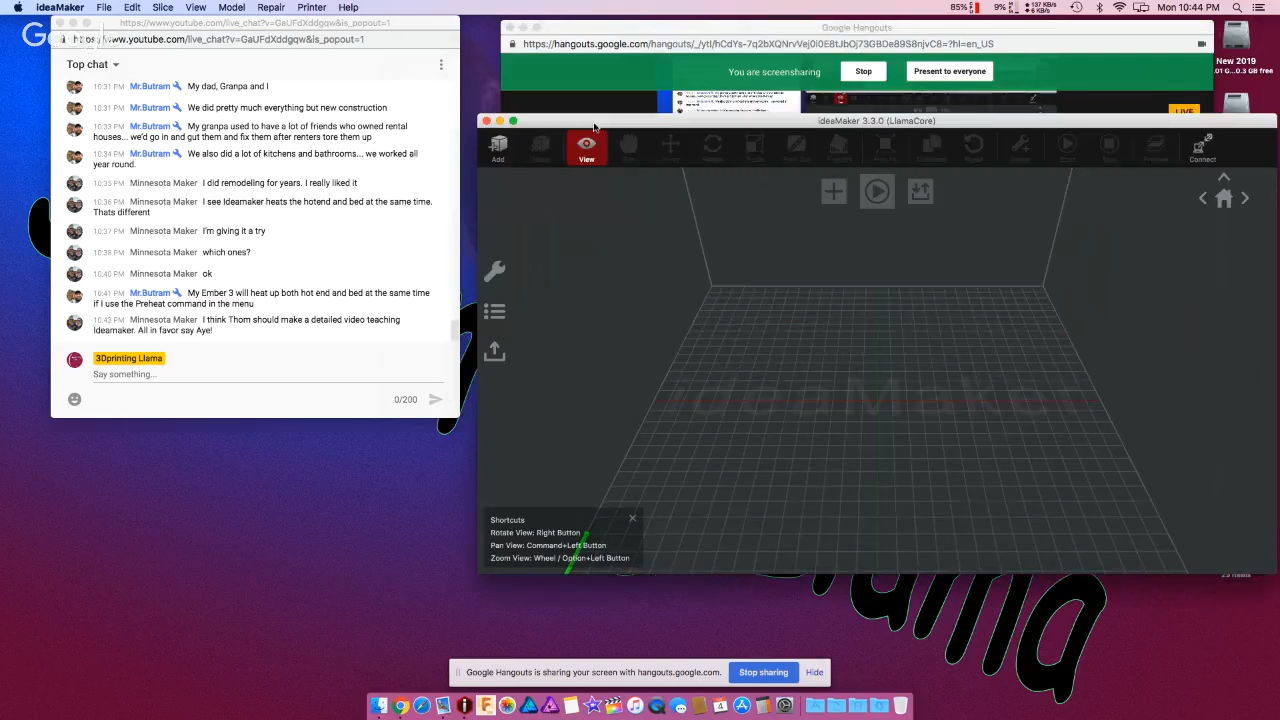 ideaMaker File Edit Slice View Model Repair Printer Help
85% 9% 137 KB/s Mon 10:44 PM
https://www.youtube.com/live_chat?v=GaUFdXddgqw&is_popout=1
https://www.youtube.com/live_chat?v=GaUFdXddgqw&is_popout=1
Top chat
10:31 PM Mr.Butram My dad, Granpa and I
10:31 PM Mr.Butram We did pretty much everything but new construction
10:33 PM Mr.Butram My granpa used to have a lot of friends who owned rental
houses... we'd go in and gut them and fix them after renters tore them up
10:34 PM Mr.Butram We also did a lot of kitchens and bathrooms... we worked all
year round.
10:35 PM Minnesota Maker I did remodeling for years. I really liked it
10:36 PM Minnesota Maker I see Ideamaker heats the hotend and bed at the same time.
Thats different
10:37 PM Minnesota Maker I'm giving it a try
10:38 PM Minnesota Maker which ones?
10:40 PM Minnesota Maker ok
10:41 PM Mr.Butram My Ember 3 will heat up both hot end and bed at the same time
if I use the Preheat command in the menu
10:43 PM Minnesota Maker I think Thom should make a detailed video teaching
Ideamaker. All in favor say Aye!
3Dprinting Llama
Say something...
0/200
Google Hangouts
You are screensharing Stop Present to everyone
LIVE
New 2019
ideaMaker 3.3.0 (LlamaCore)
Add View Connect
ideaMaker
Shortcuts
Rotate View: Right Button
Pan View: Command+Left Button
Zoom View: Wheel / Option+Left Button
Google Hangouts is sharing your screen with hangouts.google.com. Stop sharing Hide